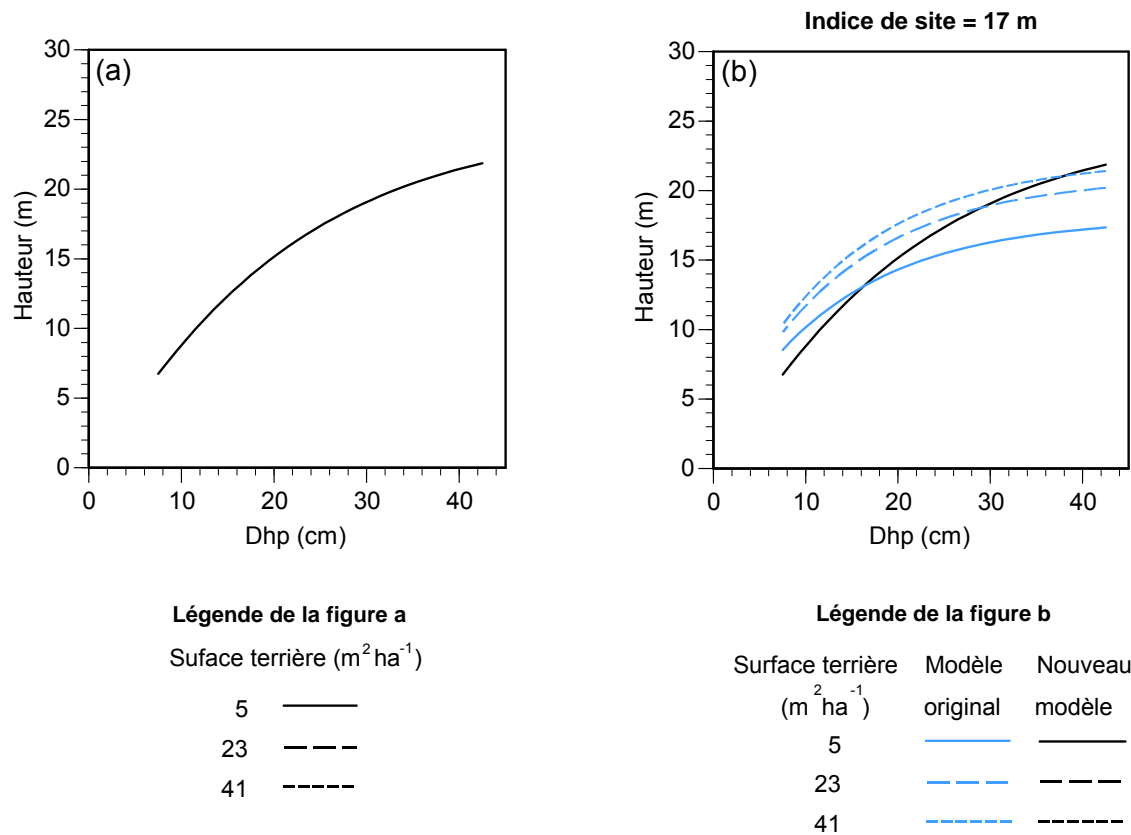 Indice de site = 17 m
(a)
30
25
20
15
10
5
0
Hauteur (m)
0 10 20 30 40
Dhp (cm)
(b)
30
25
20
15
10
5
0
Hauteur (m)
0 10 20 30 40
Dhp (cm)
Légende de la figure a
Suface terrière (m2 ha-1)
5
23
41
Légende de la figure b
Surface terrière Modèle Nouveau
(m2ha-1) original modèle
5
23
41